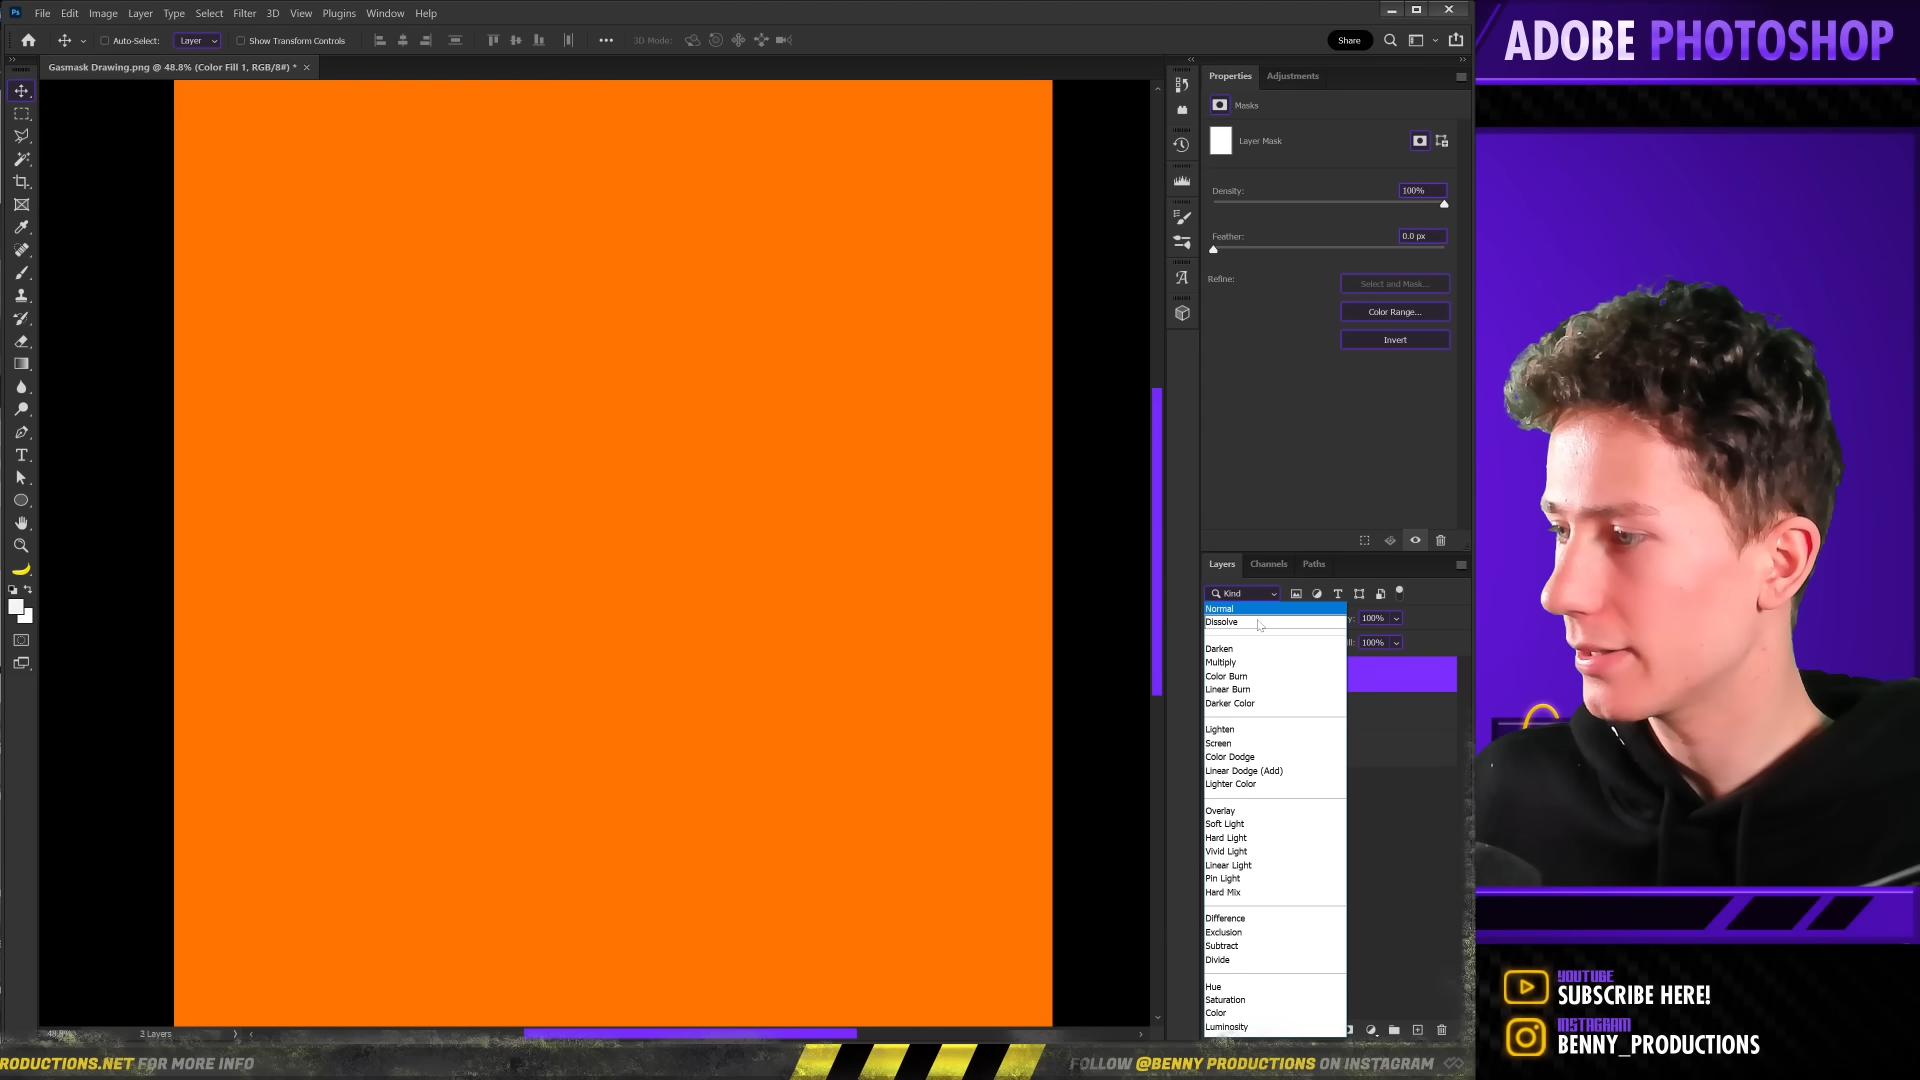 Ps File Edit Image Layer Type Select Filter 3D View Plugins Window Help
Auto-Select: Layer Show Transform Controls 3D Mode: Share
Gasmask Drawing.png @ 48.8% (Color Fill 1, RGB/8#) * ×
Properties Adjustments
Masks
Layer Mask
Density: 100%
Feather: 0.0 px
Refine: Select and Mask...
Color Range...
Invert
Layers Channels Paths
Kind
Normal
Dissolve
100%
100%
Darken
Multiply
Color Burn
Linear Burn
Darker Color
Lighten
Screen
Color Dodge
Linear Dodge (Add)
Lighter Color
Overlay
Soft Light
Hard Light
Vivid Light
Linear Light
Pin Light
Hard Mix
Difference
Exclusion
Subtract
Divide
Hue
Saturation
Color
Luminosity
3 Layers
RODUCTIONS.NET FOR MORE INFO
FOLLOW @BENNY PRODUCTIONS ON INSTAGRAM
ADOBE PHOTOSHOP
YOUTUBE
SUBSCRIBE HERE!
INSTAGRAM
BENNY_PRODUCTIONS